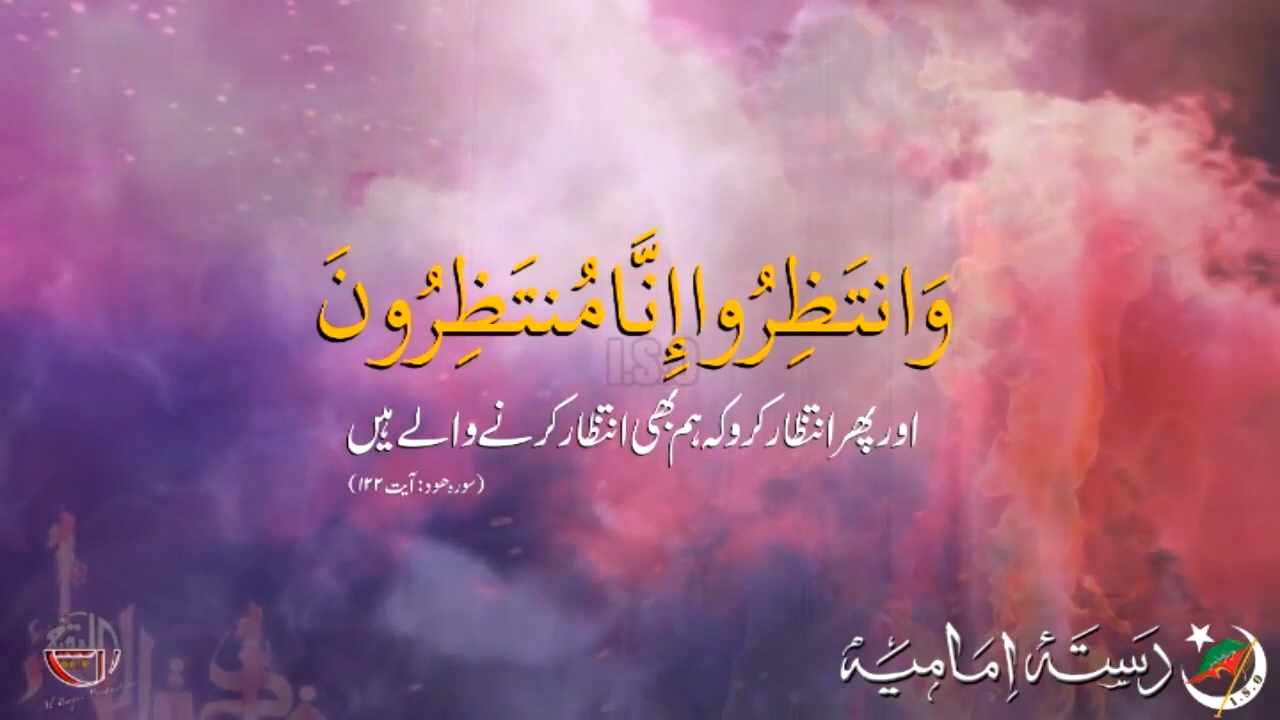 وَانتَظِرُوا إِنَّا مُنتَظِرُونَ
I.S.O
اور پھر انتظار کرو کہ ہم بھی انتظار کرنے والے ہیں
(سورہ ھود: آیت ۱۲۲)
دستۂ امامیہ
I.S.O
البقیع